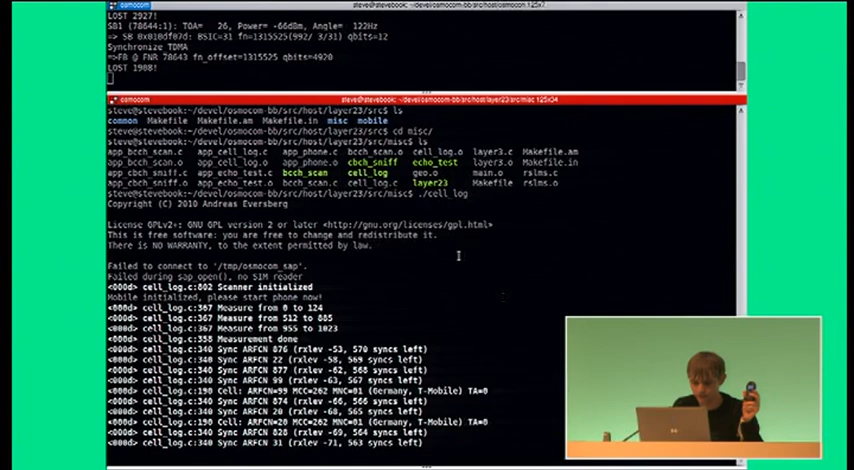 osmocom
steve@stevebook: ~/devel/osmocom-bb/src/host/osmocon 125x7
LOST 2927!
SB1 (78644:1): TOA=   26, Power= -66dBm, Angle=  122Hz
=> SB 0x010df07d: BSIC=31 fn=1315525(992/ 3/31) qbits=12
Synchronize TDMA
=>FB @ FNR 78643 fn_offset=1315525 qbits=4920
LOST 1908!
osmocom
steve@stevebook: ~/devel/osmocom-bb/src/host/layer23/src/misc 125x34
steve@stevebook:~/devel/osmocom-bb/src/host/layer23/src$ ls
common  Makefile  Makefile.am  Makefile.in  misc  mobile
steve@stevebook:~/devel/osmocom-bb/src/host/layer23/src$ cd misc/
steve@stevebook:~/devel/osmocom-bb/src/host/layer23/src/misc$ ls
app_bcch_scan.c  app_cell_log.c  app_phone.c  bcch_scan.o  cell_log.o  layer3.c  Makefile.am
app_bcch_scan.o  app_cell_log.o  app_phone.o  cbch_sniff  echo_test  layer3.o  Makefile.in
app_cbch_sniff.c  app_echo_test.c  bcch_scan  cell_log  geo.o  main.o  rslms.c
app_cbch_sniff.o  app_echo_test.o  bcch_scan.c  cell_log.c  layer23  Makefile  rslms.o
steve@stevebook:~/devel/osmocom-bb/src/host/layer23/src/misc$ ./cell_log
Copyright (C) 2010 Andreas Eversberg
License GPLv2+: GNU GPL version 2 or later <http://gnu.org/licenses/gpl.html>
This is free software: you are free to change and redistribute it.
There is NO WARRANTY, to the extent permitted by law.
Failed to connect to '/tmp/osmocom_sap'.
Failed during sap_open(), no SIM reader
<000d> cell_log.c:802 Scanner initialized
Mobile initialized, please start phone now!
<000d> cell_log.c:367 Measure from 0 to 124
<000d> cell_log.c:367 Measure from 512 to 885
<000d> cell_log.c:367 Measure from 955 to 1023
<000d> cell_log.c:358 Measurement done
<000d> cell_log.c:340 Sync ARFCN 876 (rxlev -53, 570 syncs left)
<000d> cell_log.c:340 Sync ARFCN 22 (rxlev -58, 569 syncs left)
<000d> cell_log.c:340 Sync ARFCN 877 (rxlev -62, 568 syncs left)
<000d> cell_log.c:340 Sync ARFCN 99 (rxlev -63, 567 syncs left)
<000d> cell_log.c:190 Cell: ARFCN=99 MCC=262 MNC=01 (Germany, T-Mobile) TA=0
<000d> cell_log.c:340 Sync ARFCN 874 (rxlev -66, 566 syncs left)
<000d> cell_log.c:340 Sync ARFCN 20 (rxlev -68, 565 syncs left)
<000d> cell_log.c:190 Cell: ARFCN=20 MCC=262 MNC=01 (Germany, T-Mobile) TA=0
<000d> cell_log.c:340 Sync ARFCN 828 (rxlev -69, 564 syncs left)
<000d> cell_log.c:340 Sync ARFCN 31 (rxlev -71, 563 syncs left)